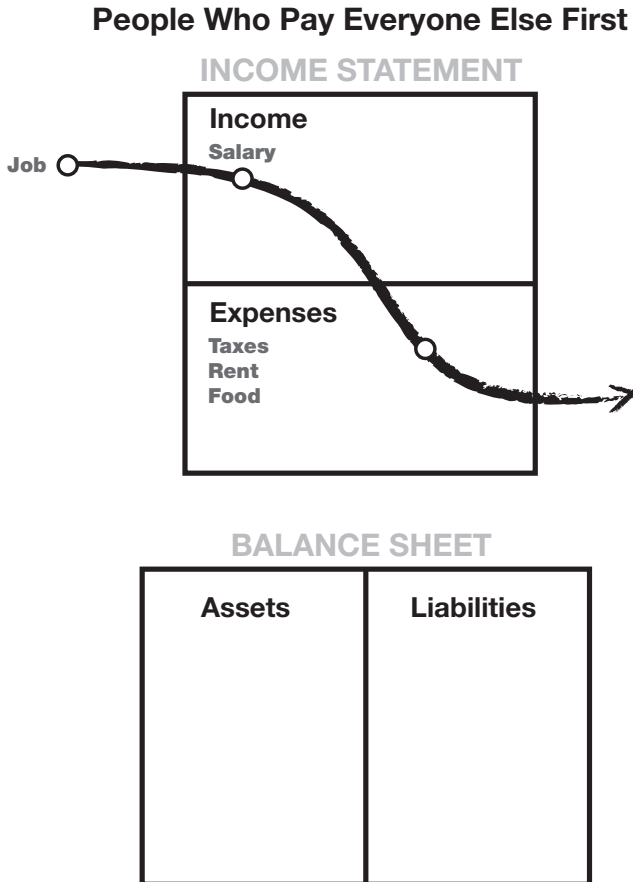 People Who Pay Everyone Else First
INCOME STATEMENT
Income
Salary
Job
Expenses
Taxes
Rent
Food
BALANCE SHEET
Assets
Liabilities